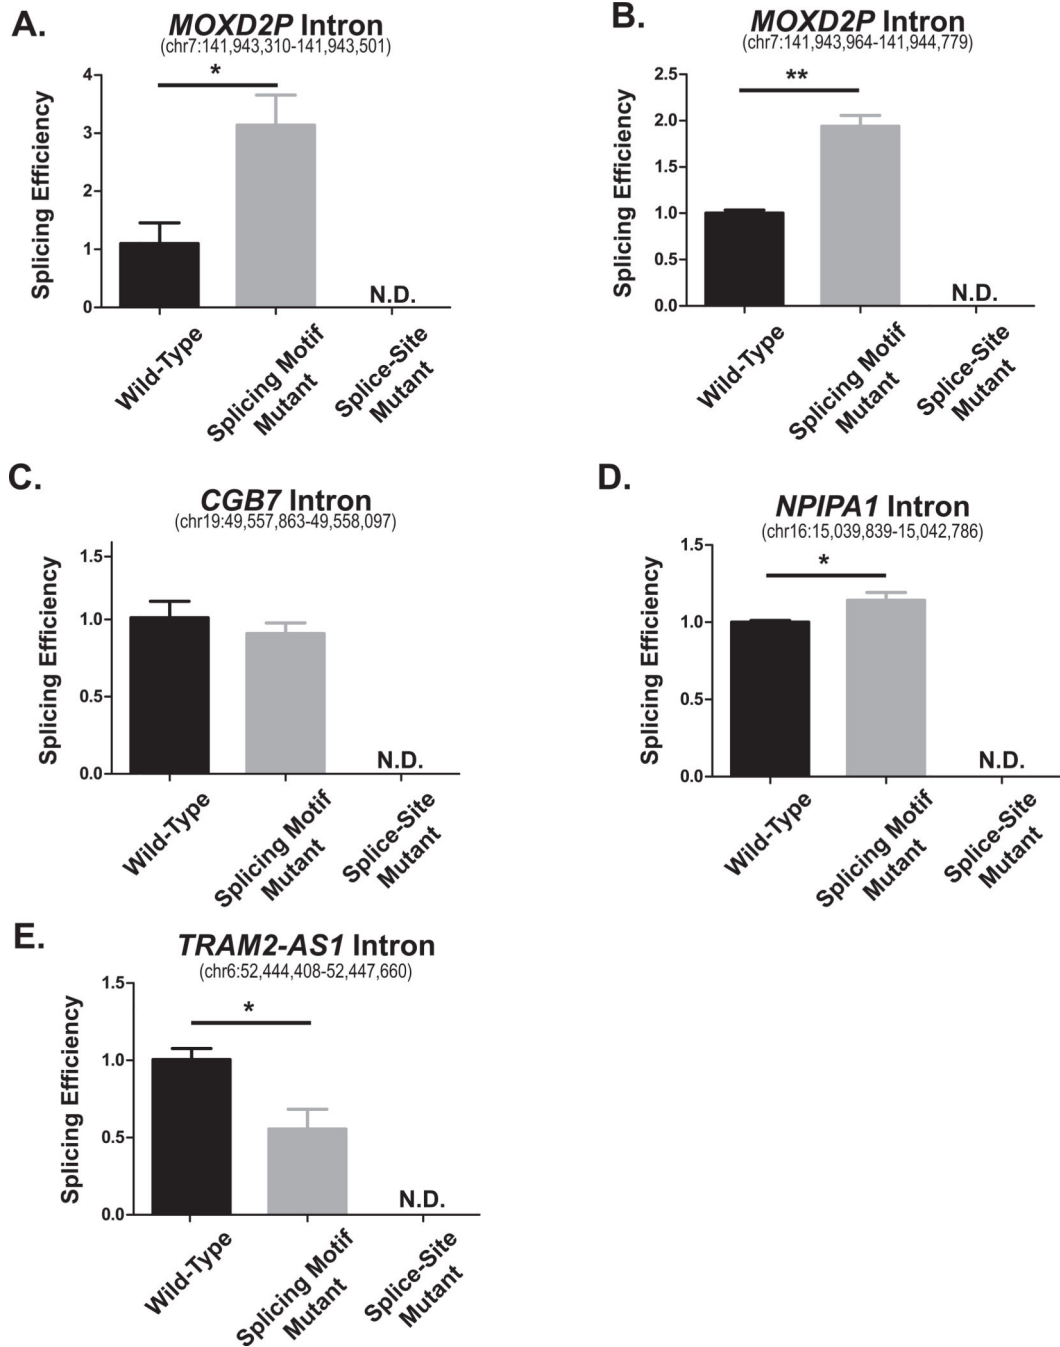 A.
MOXD2P Intron
(chr7:141,943,310-141,943,501)
*
Splicing Efficiency
4
3
2
1
0
N.D.
Wild-Type
Splicing Motif
Mutant
Splice-Site
Mutant
B.
MOXD2P Intron
(chr7:141,943,964-141,944,779)
**
Splicing Efficiency
2.5
2.0
1.5
1.0
0.5
0.0
N.D.
Wild-Type
Splicing Motif
Mutant
Splice-Site
Mutant
C.
CGB7 Intron
(chr19:49,557,863-49,558,097)
Splicing Efficiency
1.5
1.0
0.5
0.0
N.D.
Wild-Type
Splicing Motif
Mutant
Splice-Site
Mutant
D.
NPIPA1 Intron
(chr16:15,039,839-15,042,786)
*
Splicing Efficiency
1.5
1.0
0.5
0.0
N.D.
Wild-Type
Splicing Motif
Mutant
Splice-Site
Mutant
E.
TRAM2-AS1 Intron
(chr6:52,444,408-52,447,660)
*
Splicing Efficiency
1.5
1.0
0.5
0.0
N.D.
Wild-Type
Splicing Motif
Mutant
Splice-Site
Mutant